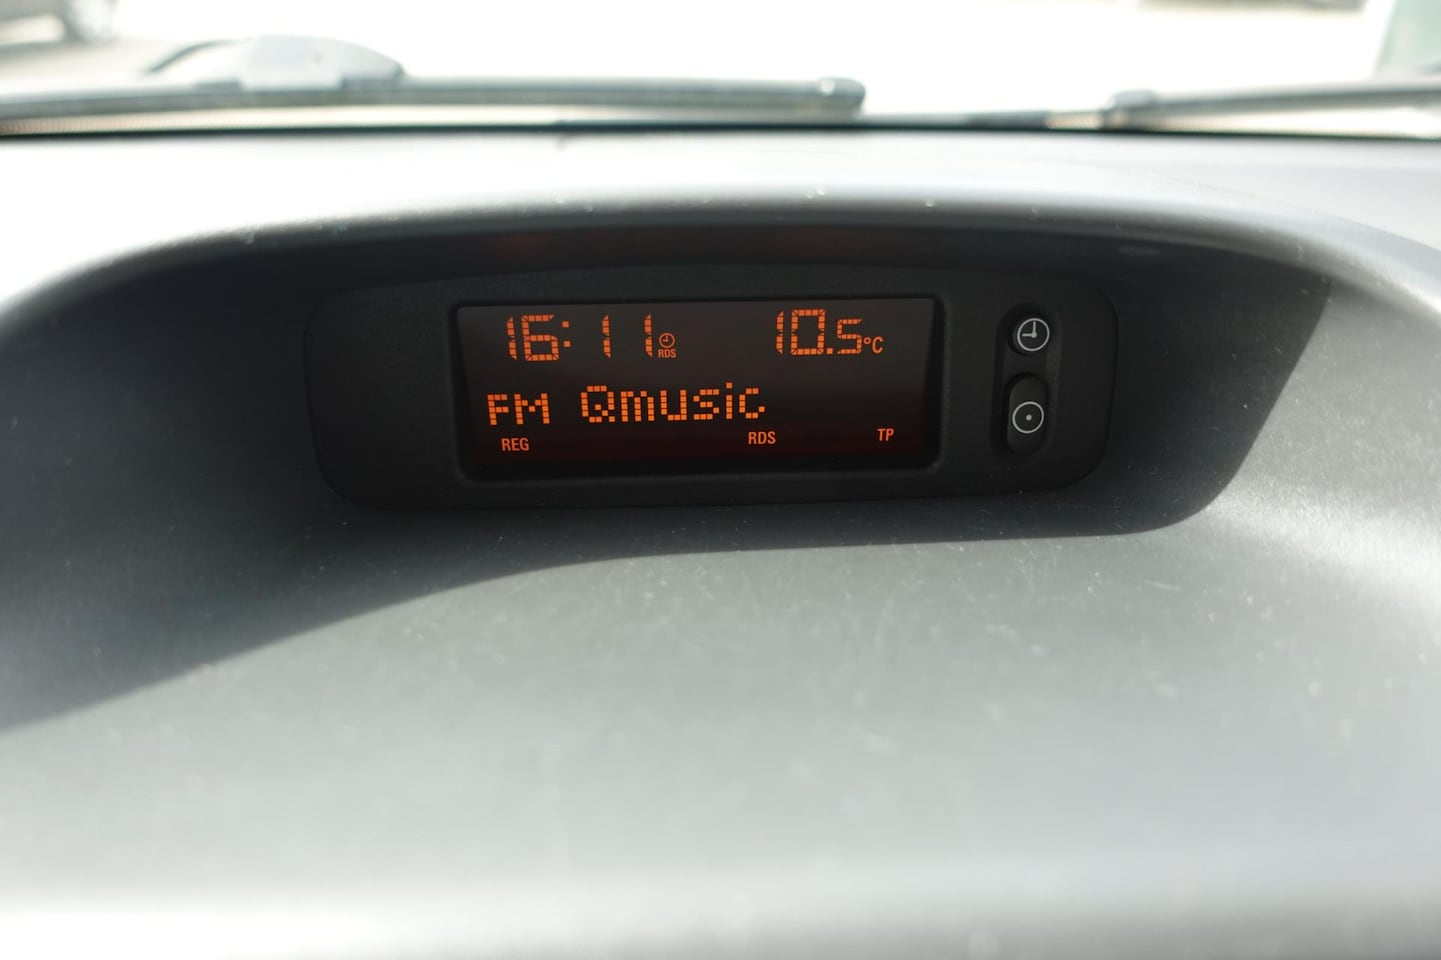 16:11 RDS 10.5°C
FM Qmusic
REG RDS TP